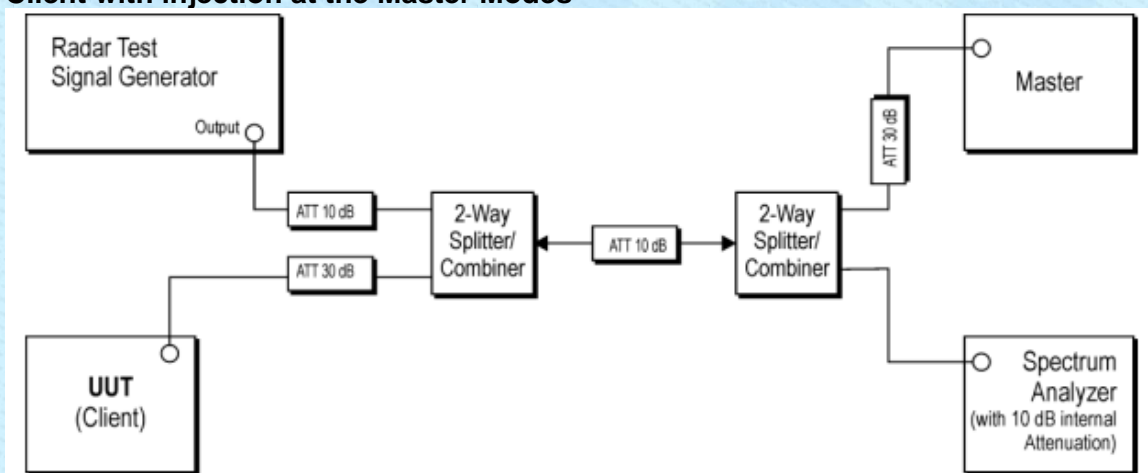 Client with Injection at the Master Modes
Radar Test
Signal Generator
Output
ATT 10 dB
ATT 30 dB
UUT
(Client)
2-Way
Splitter/
Combiner
ATT 10 dB
2-Way
Splitter/
Combiner
ATT 30 dB
Master
Spectrum
Analyzer
(with 10 dB internal
Attenuation)